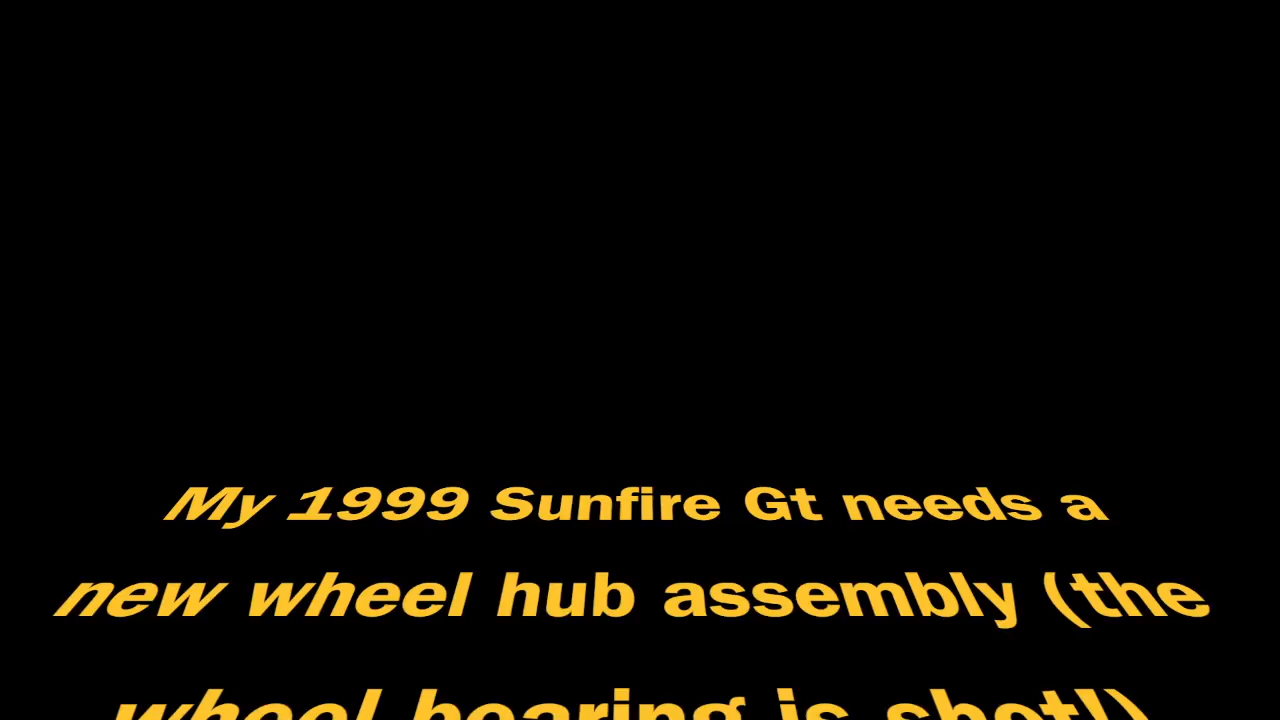 My 1999 Sunfire Gt needs a
new wheel hub assembly (the
wheel bearing is shot!)